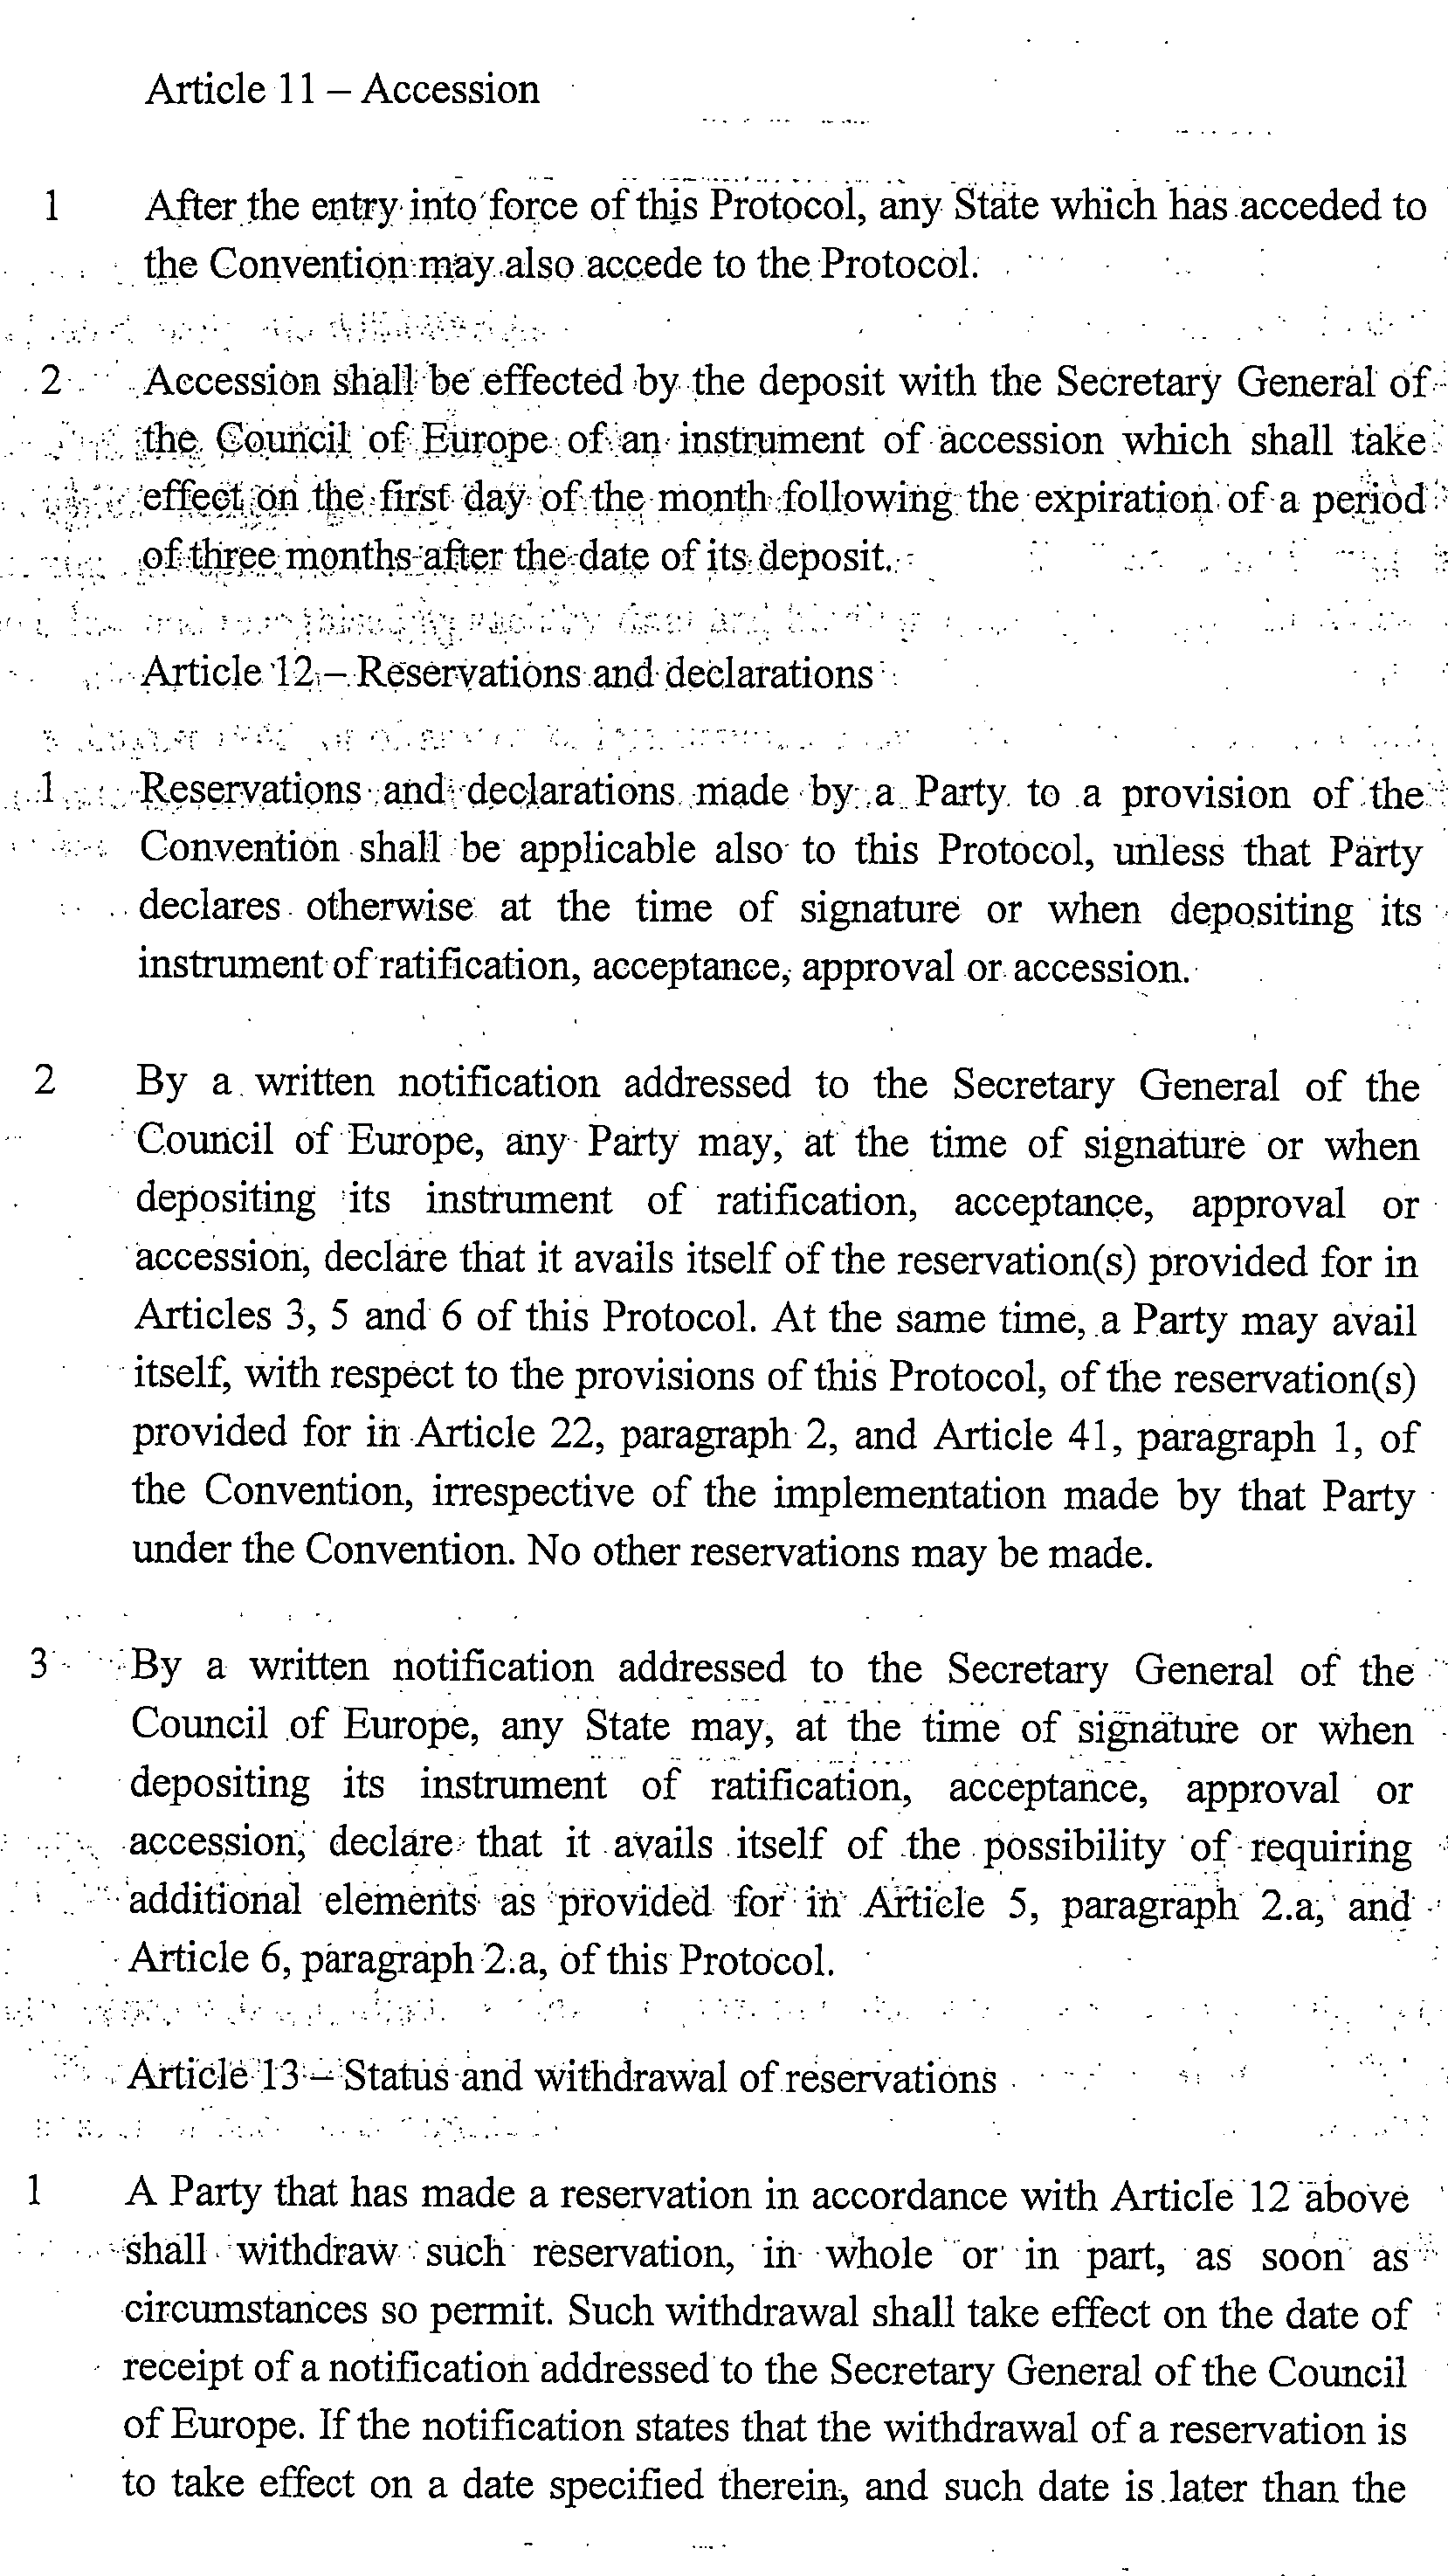 Article 11 – Accession
1 After the entry into force of this Protocol, any State which has acceded to
the Convention may also accede to the Protocol.
2 Accession shall be effected by the deposit with the Secretary General of
the Council of Europe of an instrument of accession which shall take
effect on the first day of the month following the expiration of a period
of three months after the date of its deposit.
Article 12 – Reservations and declarations
1 Reservations and declarations made by a Party to a provision of the
Convention shall be applicable also to this Protocol, unless that Party
declares otherwise at the time of signature or when depositing its
instrument of ratification, acceptance, approval or accession.
2 By a written notification addressed to the Secretary General of the
Council of Europe, any Party may, at the time of signature or when
depositing its instrument of ratification, acceptance, approval or
accession, declare that it avails itself of the reservation(s) provided for in
Articles 3, 5 and 6 of this Protocol. At the same time, a Party may avail
itself, with respect to the provisions of this Protocol, of the reservation(s)
provided for in Article 22, paragraph 2, and Article 41, paragraph 1, of
the Convention, irrespective of the implementation made by that Party
under the Convention. No other reservations may be made.
3 By a written notification addressed to the Secretary General of the
Council of Europe, any State may, at the time of signature or when
depositing its instrument of ratification, acceptance, approval or
accession, declare that it avails itself of the possibility of requiring
additional elements as provided for in Article 5, paragraph 2.a, and
Article 6, paragraph 2.a, of this Protocol.
Article 13 – Status and withdrawal of reservations
1 A Party that has made a reservation in accordance with Article 12 above
shall withdraw such reservation, in whole or in part, as soon as
circumstances so permit. Such withdrawal shall take effect on the date of
receipt of a notification addressed to the Secretary General of the Council
of Europe. If the notification states that the withdrawal of a reservation is
to take effect on a date specified therein, and such date is later than the